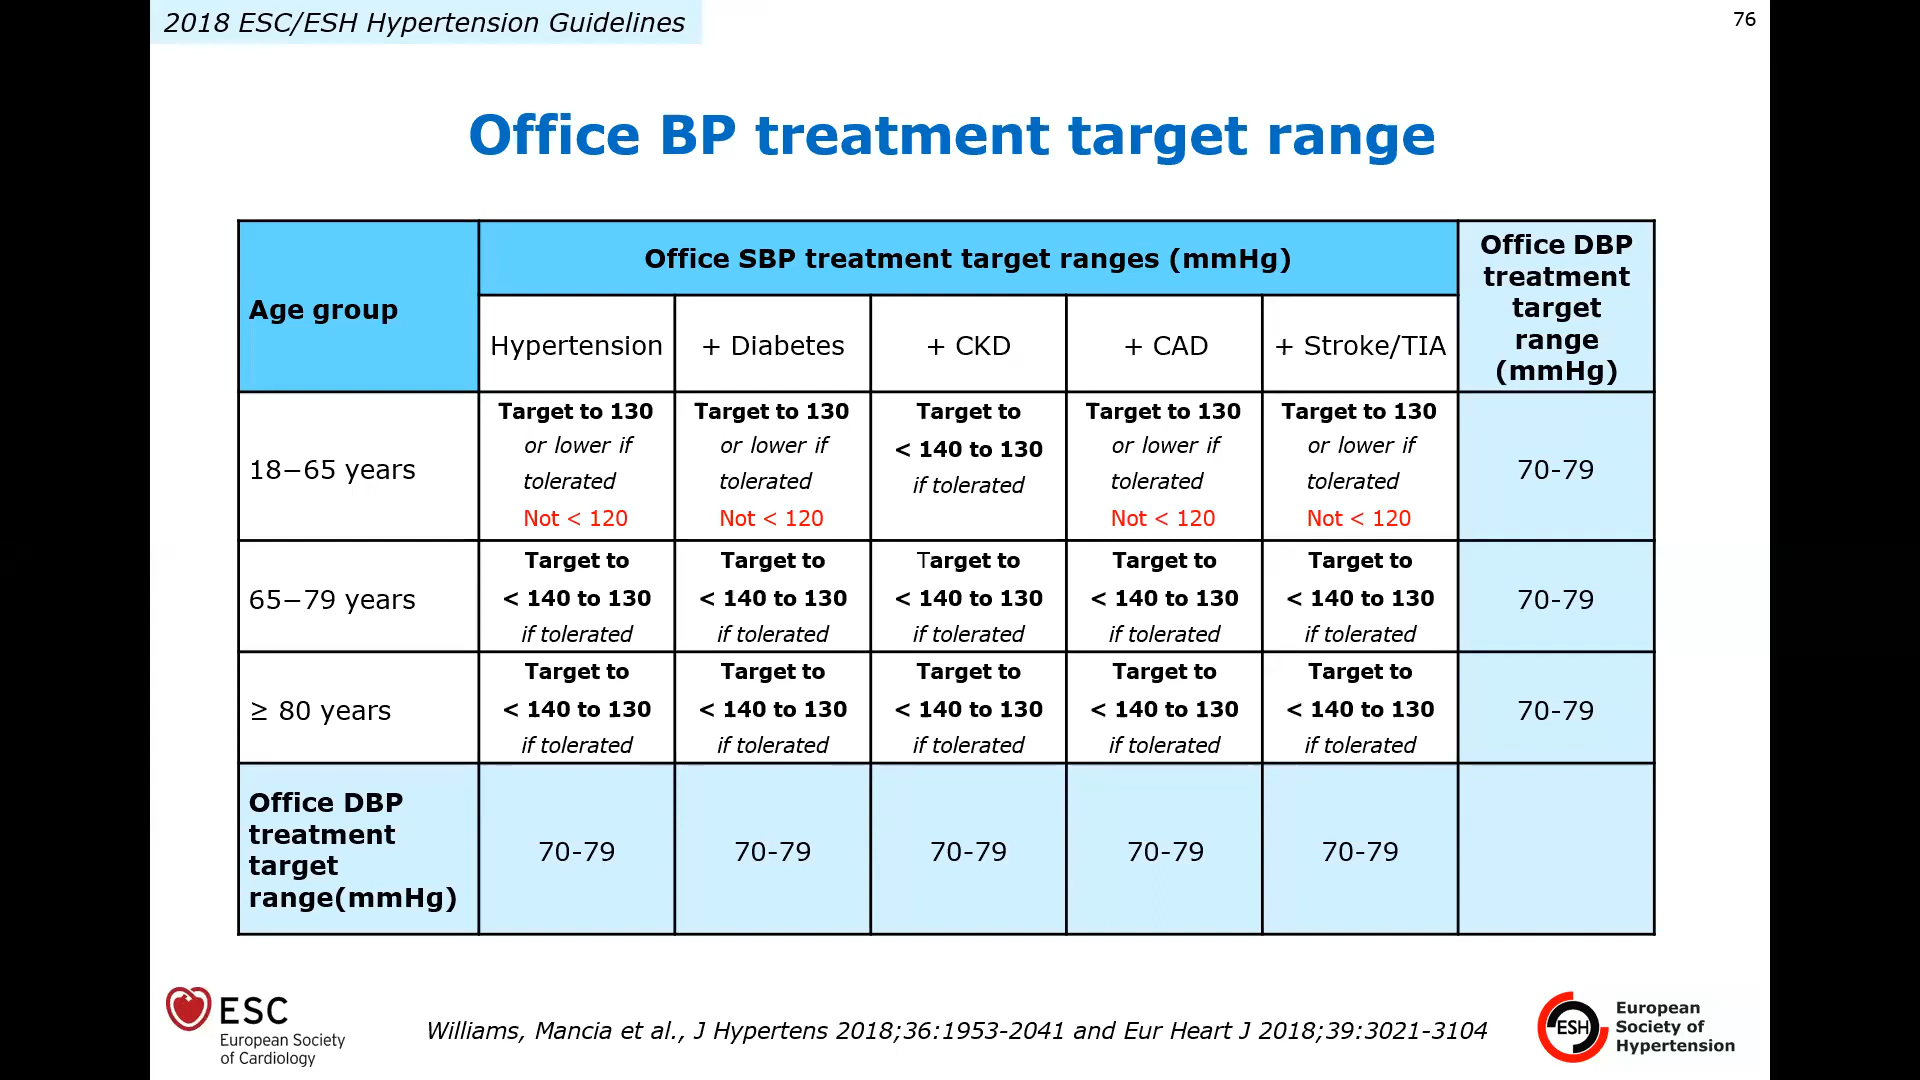 2018 ESC/ESH Hypertension Guidelines
76
Office BP treatment target range
Age group
Office SBP treatment target ranges (mmHg)
Office DBP
treatment
target
range
(mmHg)
Hypertension
+ Diabetes
+ CKD
+ CAD
+ Stroke/TIA
18−65 years
Target to 130
or lower if
tolerated
Not < 120
Target to 130
or lower if
tolerated
Not < 120
Target to
< 140 to 130
if tolerated
Target to 130
or lower if
tolerated
Not < 120
Target to 130
or lower if
tolerated
Not < 120
70-79
65−79 years
Target to
< 140 to 130
if tolerated
Target to
< 140 to 130
if tolerated
Target to
< 140 to 130
if tolerated
Target to
< 140 to 130
if tolerated
Target to
< 140 to 130
if tolerated
70-79
≥ 80 years
Target to
< 140 to 130
if tolerated
Target to
< 140 to 130
if tolerated
Target to
< 140 to 130
if tolerated
Target to
< 140 to 130
if tolerated
Target to
< 140 to 130
if tolerated
70-79
Office DBP
treatment
target
range(mmHg)
70-79
70-79
70-79
70-79
70-79
ESC
European Society
of Cardiology
Williams, Mancia et al., J Hypertens 2018;36:1953-2041 and Eur Heart J 2018;39:3021-3104
ESH
European
Society of
Hypertension